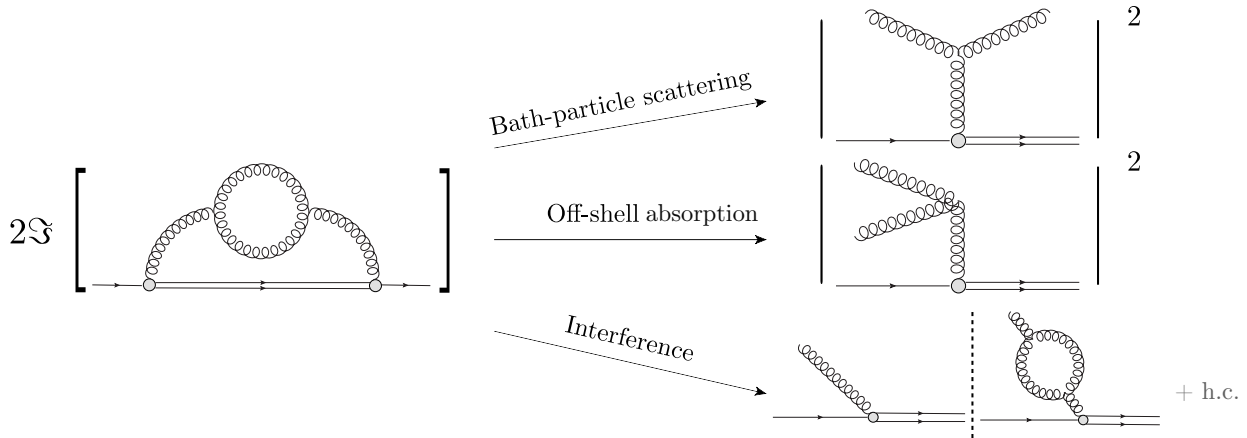 2ℑ
Bath-particle scattering
2
Off-shell absorption
2
Interference
+ h.c.